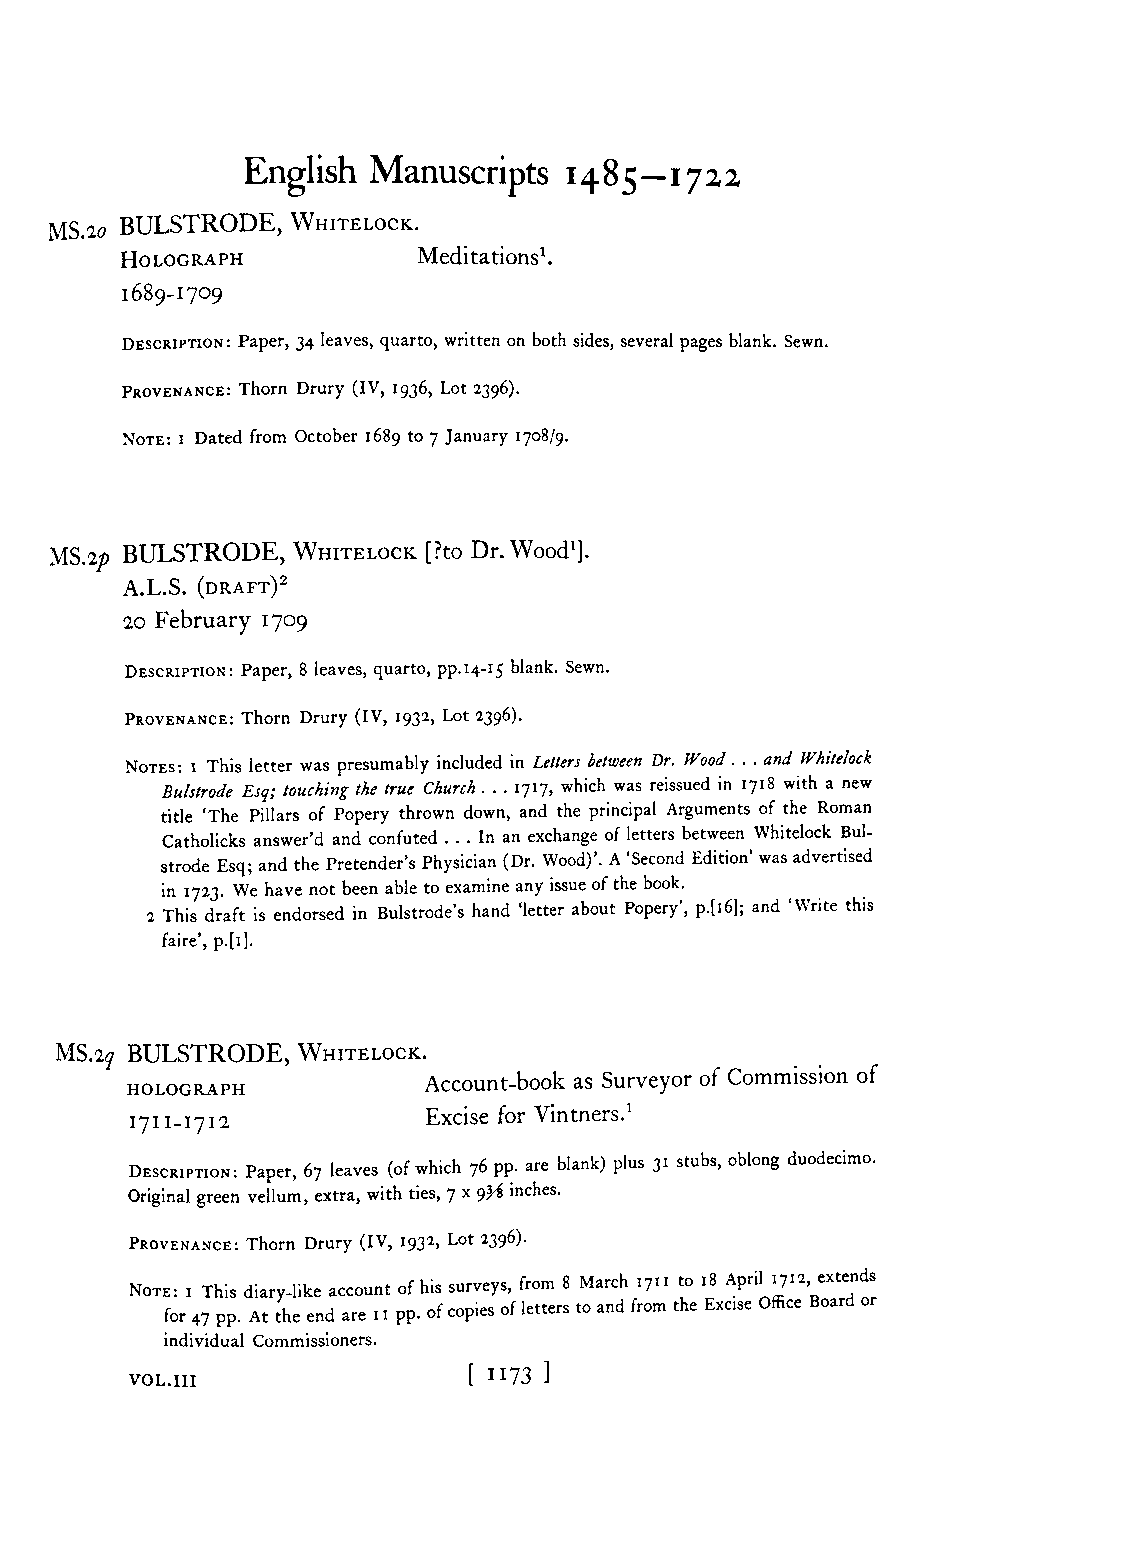 English Manuscripts 1485–1722
MS.2o BULSTRODE, WHITELOCK.
HOLOGRAPH Meditations¹.
1689-1709
DESCRIPTION: Paper, 34 leaves, quarto, written on both sides, several pages blank. Sewn.
PROVENANCE: Thorn Drury (IV, 1936, Lot 2396).
NOTE: 1 Dated from October 1689 to 7 January 1708/9.
MS.2p BULSTRODE, WHITELOCK [?to Dr. Wood¹].
A.L.S. (DRAFT)²
20 February 1709
DESCRIPTION: Paper, 8 leaves, quarto, pp.14-15 blank. Sewn.
PROVENANCE: Thorn Drury (IV, 1932, Lot 2396).
NOTES: 1 This letter was presumably included in Letters between Dr. Wood . . . and Whitelock
Bulstrode Esq; touching the true Church . . . 1717, which was reissued in 1718 with a new
title ‘The Pillars of Popery thrown down, and the principal Arguments of the Roman
Catholicks answer’d and confuted . . . In an exchange of letters between Whitelock Bul-
strode Esq; and the Pretender’s Physician (Dr. Wood)’. A ‘Second Edition’ was advertised
in 1723. We have not been able to examine any issue of the book.
2 This draft is endorsed in Bulstrode’s hand ‘letter about Popery’, p.[16]; and ‘Write this
faire’, p.[1].
MS.2q BULSTRODE, WHITELOCK.
HOLOGRAPH Account-book as Surveyor of Commission of
1711-1712 Excise for Vintners.¹
DESCRIPTION: Paper, 67 leaves (of which 76 pp. are blank) plus 31 stubs, oblong duodecimo.
Original green vellum, extra, with ties, 7 x 9⅜ inches.
PROVENANCE: Thorn Drury (IV, 1932, Lot 2396).
NOTE: 1 This diary-like account of his surveys, from 8 March 1711 to 18 April 1712, extends
for 47 pp. At the end are 11 pp. of copies of letters to and from the Excise Office Board or
individual Commissioners.
VOL.III [ 1173 ]